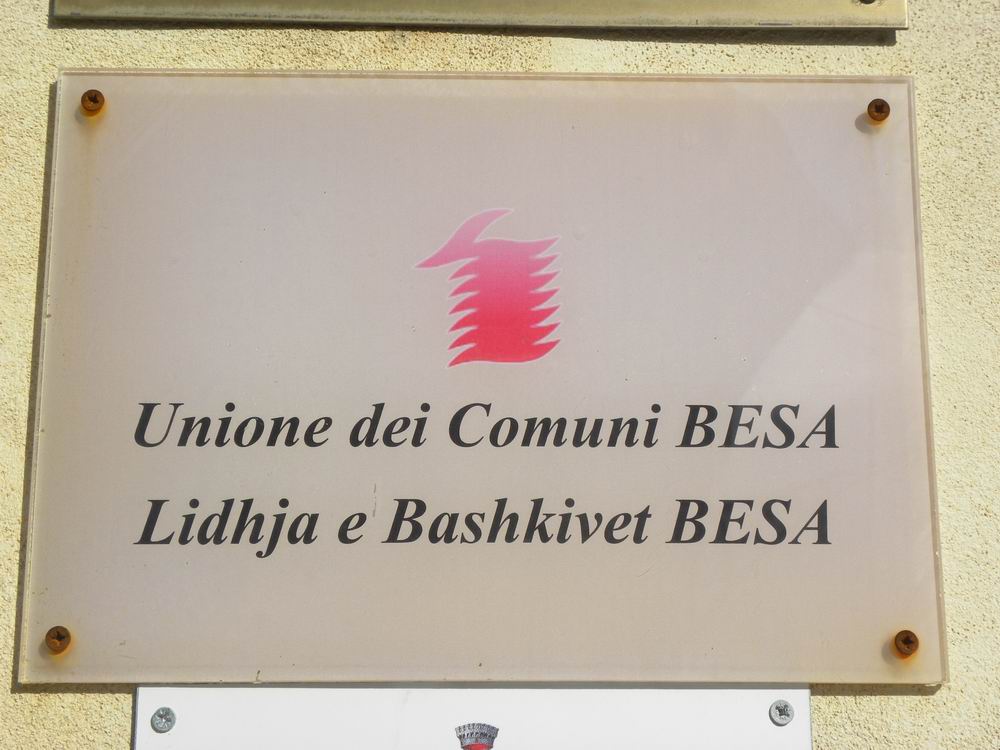 Unione dei Comuni BESA
Lidhja e Bashkivet BESA